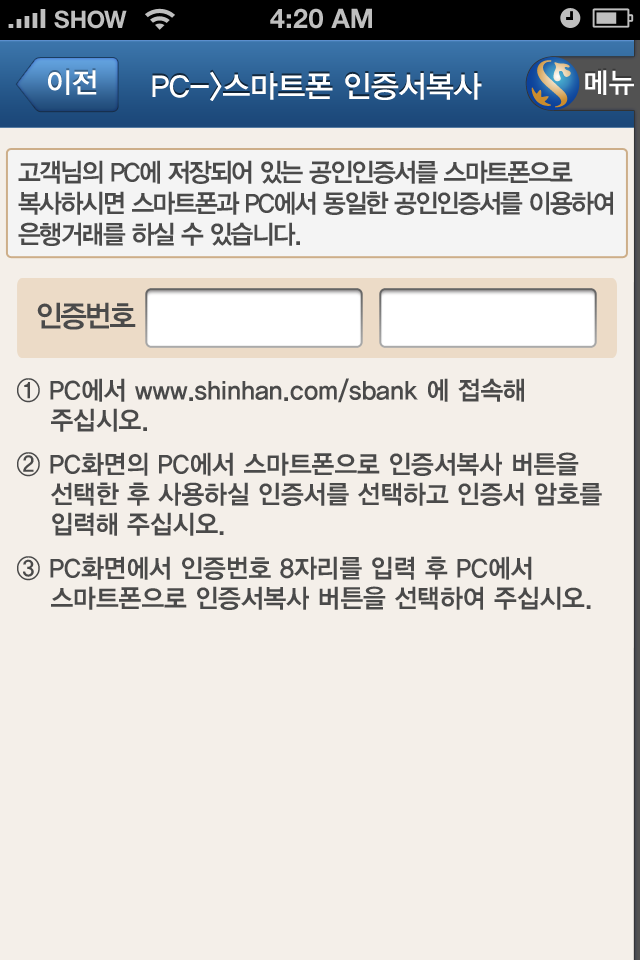 SHOW 4:20 AM
이전 PC->스마트폰 인증서복사 메뉴
고객님의 PC에 저장되어 있는 공인인증서를 스마트폰으로
복사하시면 스마트폰과 PC에서 동일한 공인인증서를 이용하여
은행거래를 하실 수 있습니다.
인증번호
① PC에서 www.shinhan.com/sbank 에 접속해
주십시오.
② PC화면의 PC에서 스마트폰으로 인증서복사 버튼을
선택한 후 사용하실 인증서를 선택하고 인증서 암호를
입력해 주십시오.
③ PC화면에서 인증번호 8자리를 입력 후 PC에서
스마트폰으로 인증서복사 버튼을 선택하여 주십시오.